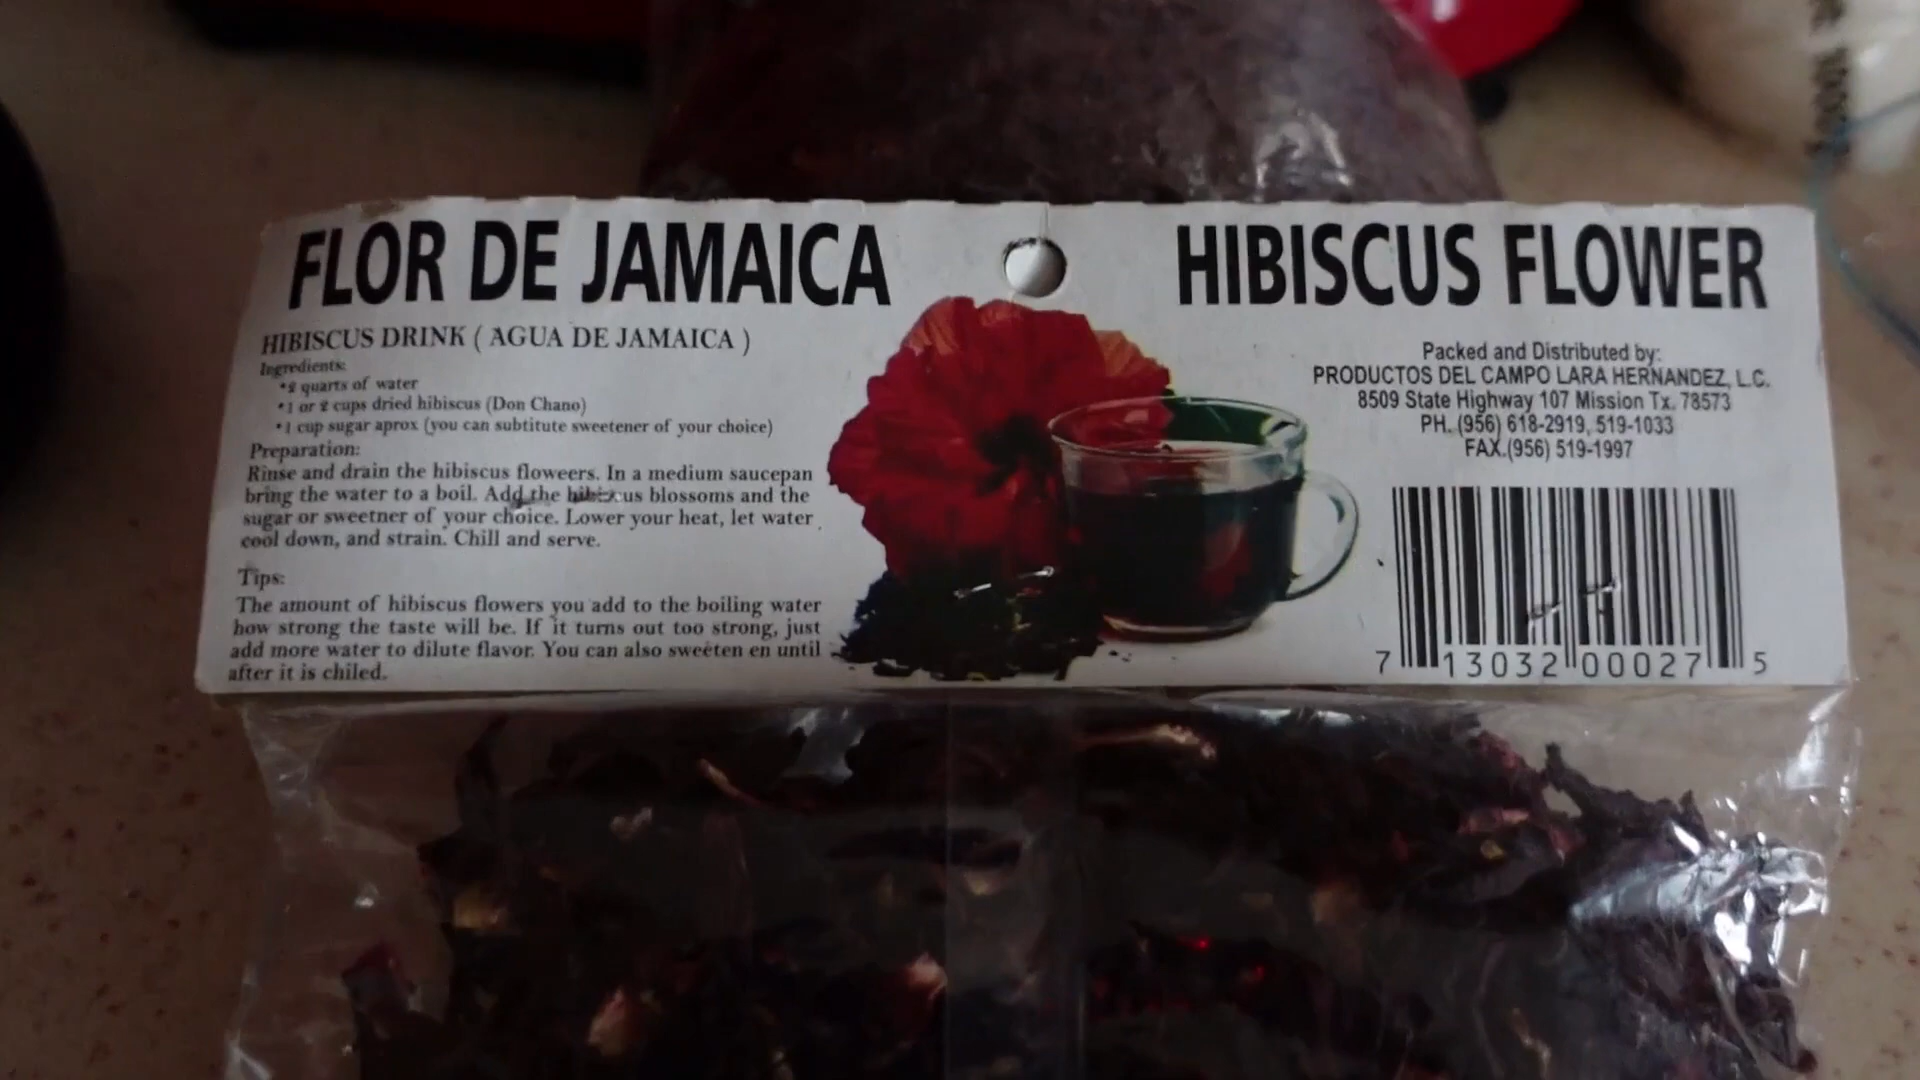 FLOR DE JAMAICA
HIBISCUS DRINK ( AGUA DE JAMAICA )
Ingredients:
•2 quarts of water
•1 or 2 cups dried hibiscus (Don Chano)
•1 cup sugar aprox (you can subtitute sweetener of your choice)
Preparation:
Rinse and drain the hibiscus floweers. In a medium saucepan
bring the water to a boil. Add the hibiscus blossoms and the
sugar or sweetner of your choice. Lower your heat, let water
cool down, and strain. Chill and serve.
Tips:
The amount of hibiscus flowers you add to the boiling water
how strong the taste will be. If it turns out too strong, just
add more water to dilute flavor. You can also sweeten en until
after it is chiled.
HIBISCUS FLOWER
Packed and Distributed by:
PRODUCTOS DEL CAMPO LARA HERNANDEZ, L.C.
8509 State Highway 107 Mission Tx. 78573
PH. (956) 618-2919, 519-1033
FAX.(956) 519-1997
7 13032 00027 5